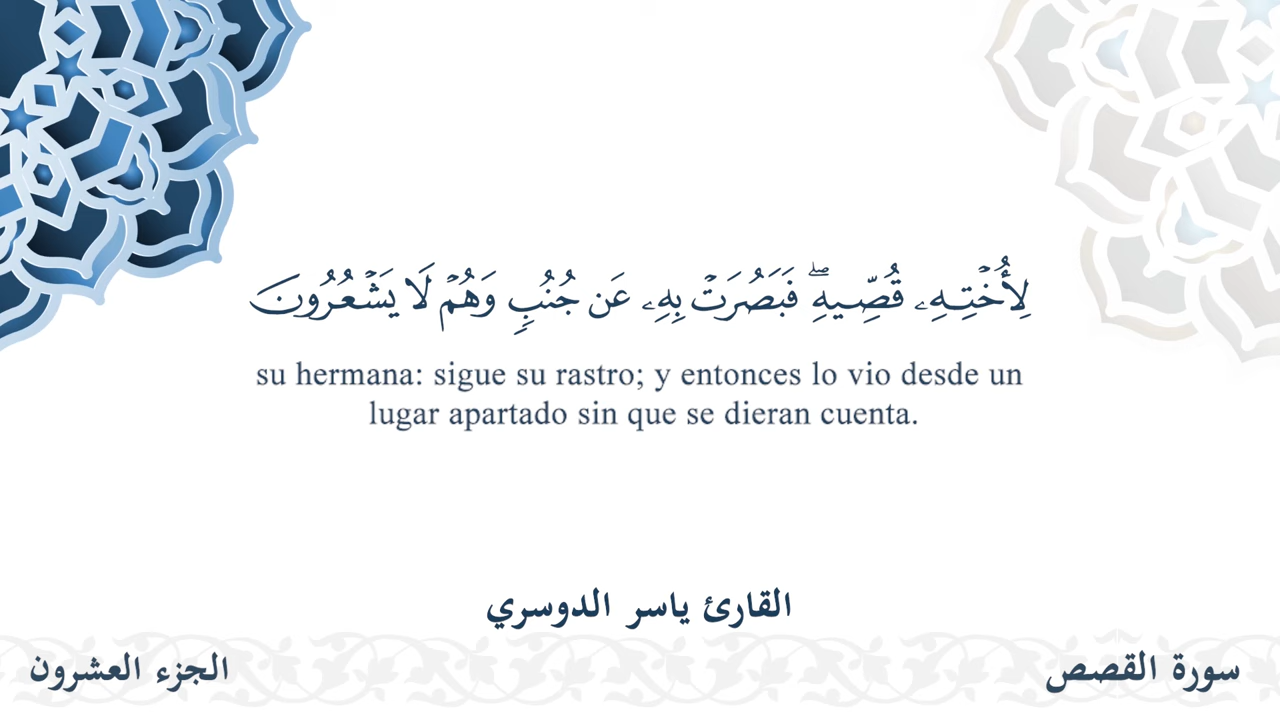 لِأُخۡتِهِۦ قُصِّيهِۖ فَبَصُرَتۡ بِهِۦ عَن جُنُبٖ وَهُمۡ لَا يَشۡعُرُونَ
su hermana: sigue su rastro; y entonces lo vio desde un
lugar apartado sin que se dieran cuenta.
القارئ ياسر الدوسري
سورة القصص
الجزء العشرون